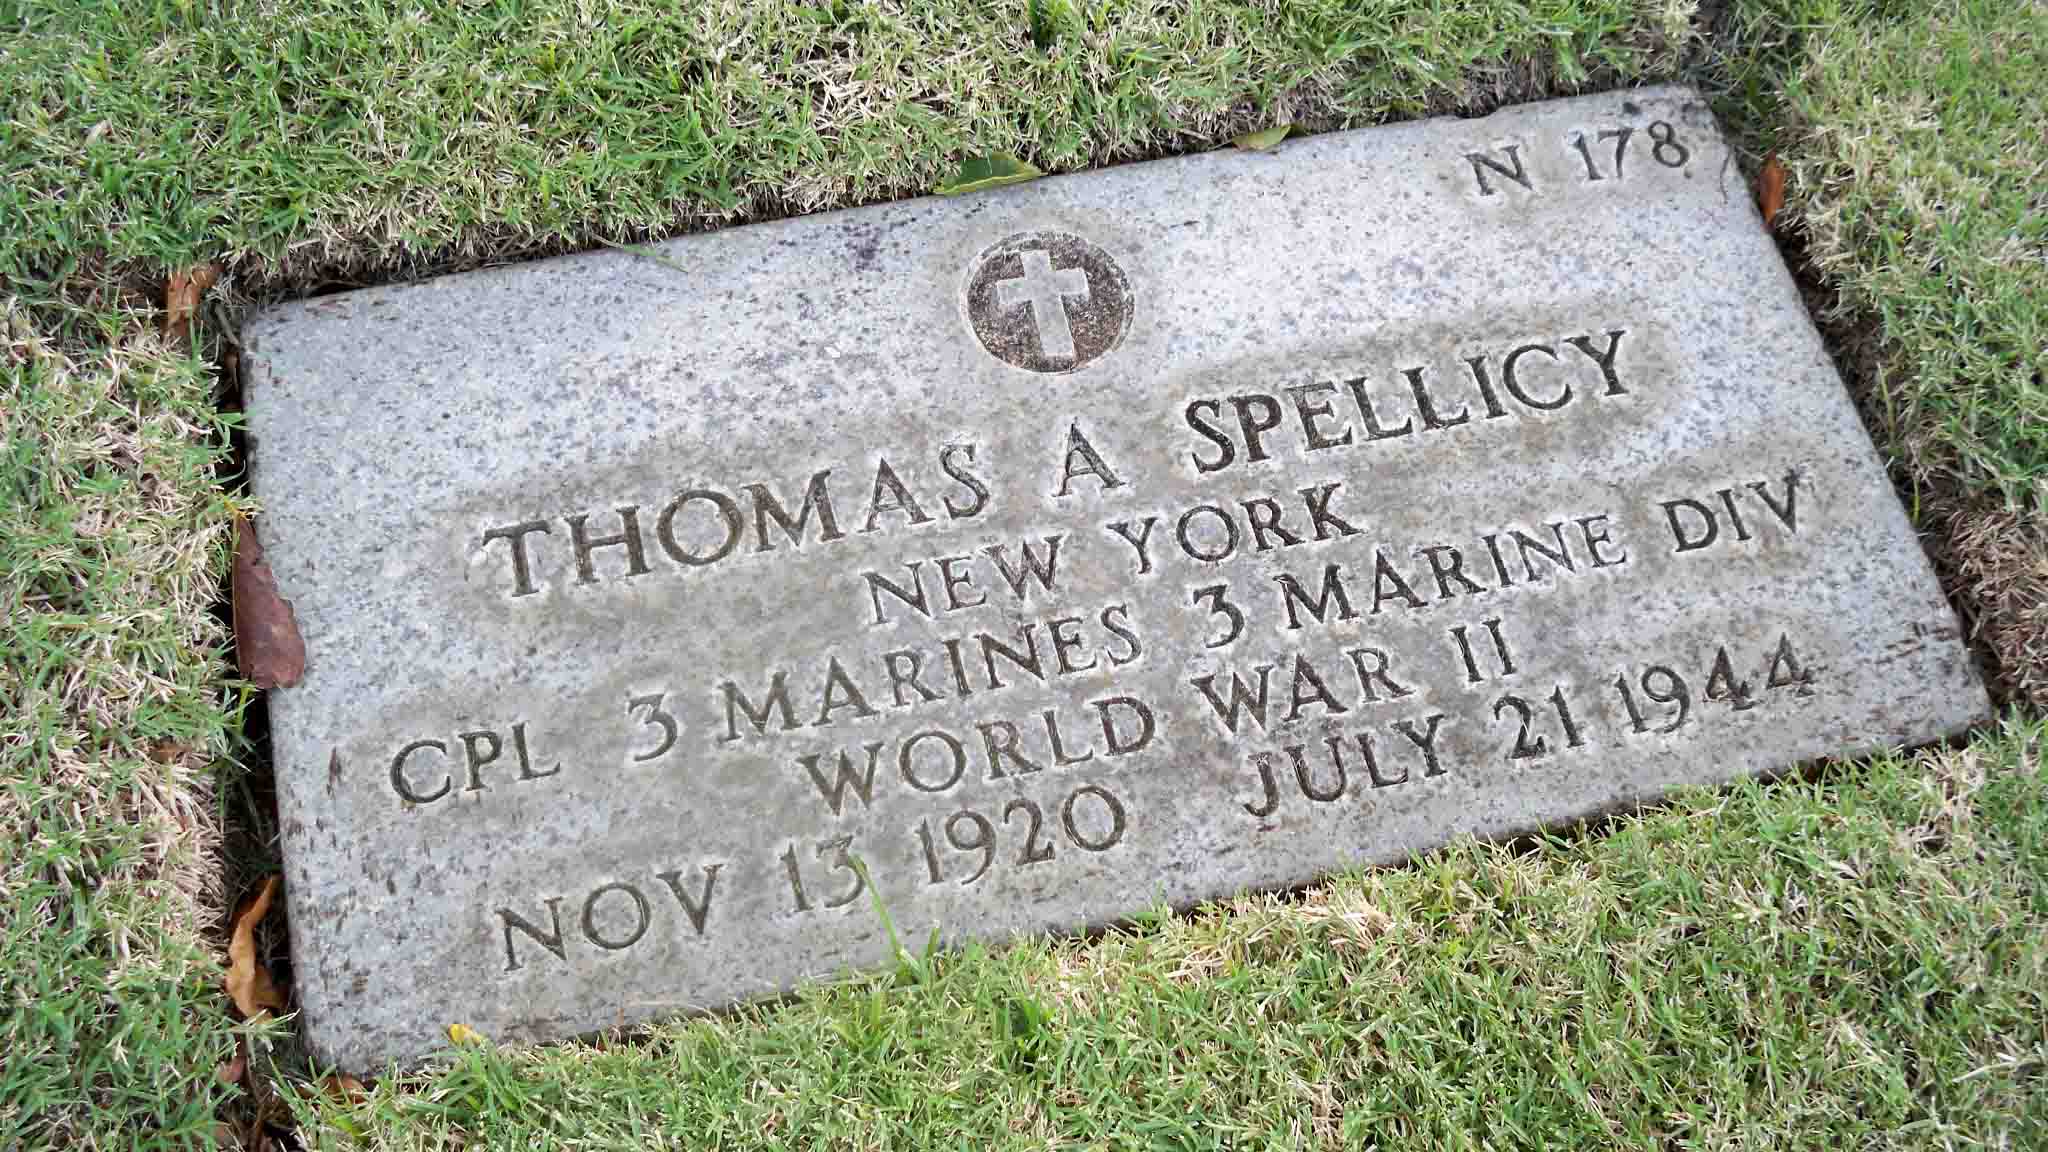 N 178
THOMAS A SPELLICY
NEW YORK
CPL 3 MARINES 3 MARINE DIV
WORLD WAR II
NOV 13 1920 JULY 21 1944